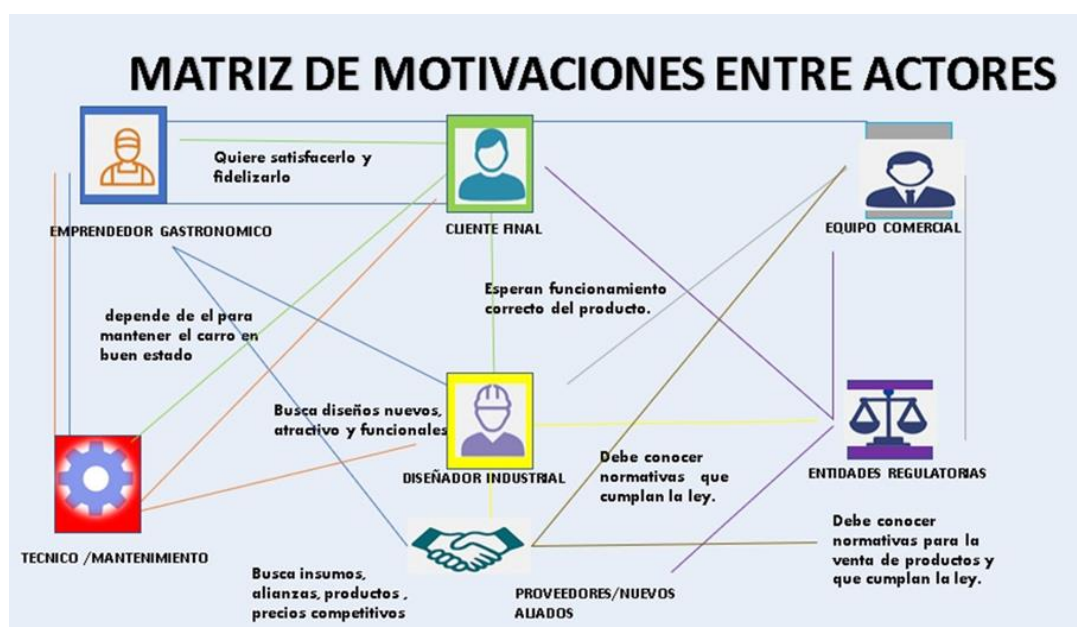 MATRIZ DE MOTIVACIONES ENTRE ACTORES
Quiere satisfacerlo y
fidelizarlo
EMPRENDEDOR GASTRONOMICO
CLIENTE FINAL
EQUIPO COMERCIAL
Esperan funcionamiento
correcto del producto.
depende de el para
mantener el carro en
buen estado
Busca diseños nuevos,
atractivo y funcionales
DISEÑADOR INDUSTRIAL
Debe conocer
normativas que
cumplan la ley.
ENTIDADES REGULATORIAS
TECNICO /MANTENIMIENTO
Debe conocer
normativas para la
venta de productos y
que cumplan la ley.
Busca insumos,
alianzas, productos ,
precios competitivos
PROVEEDORES/NUEVOS
ALIADOS